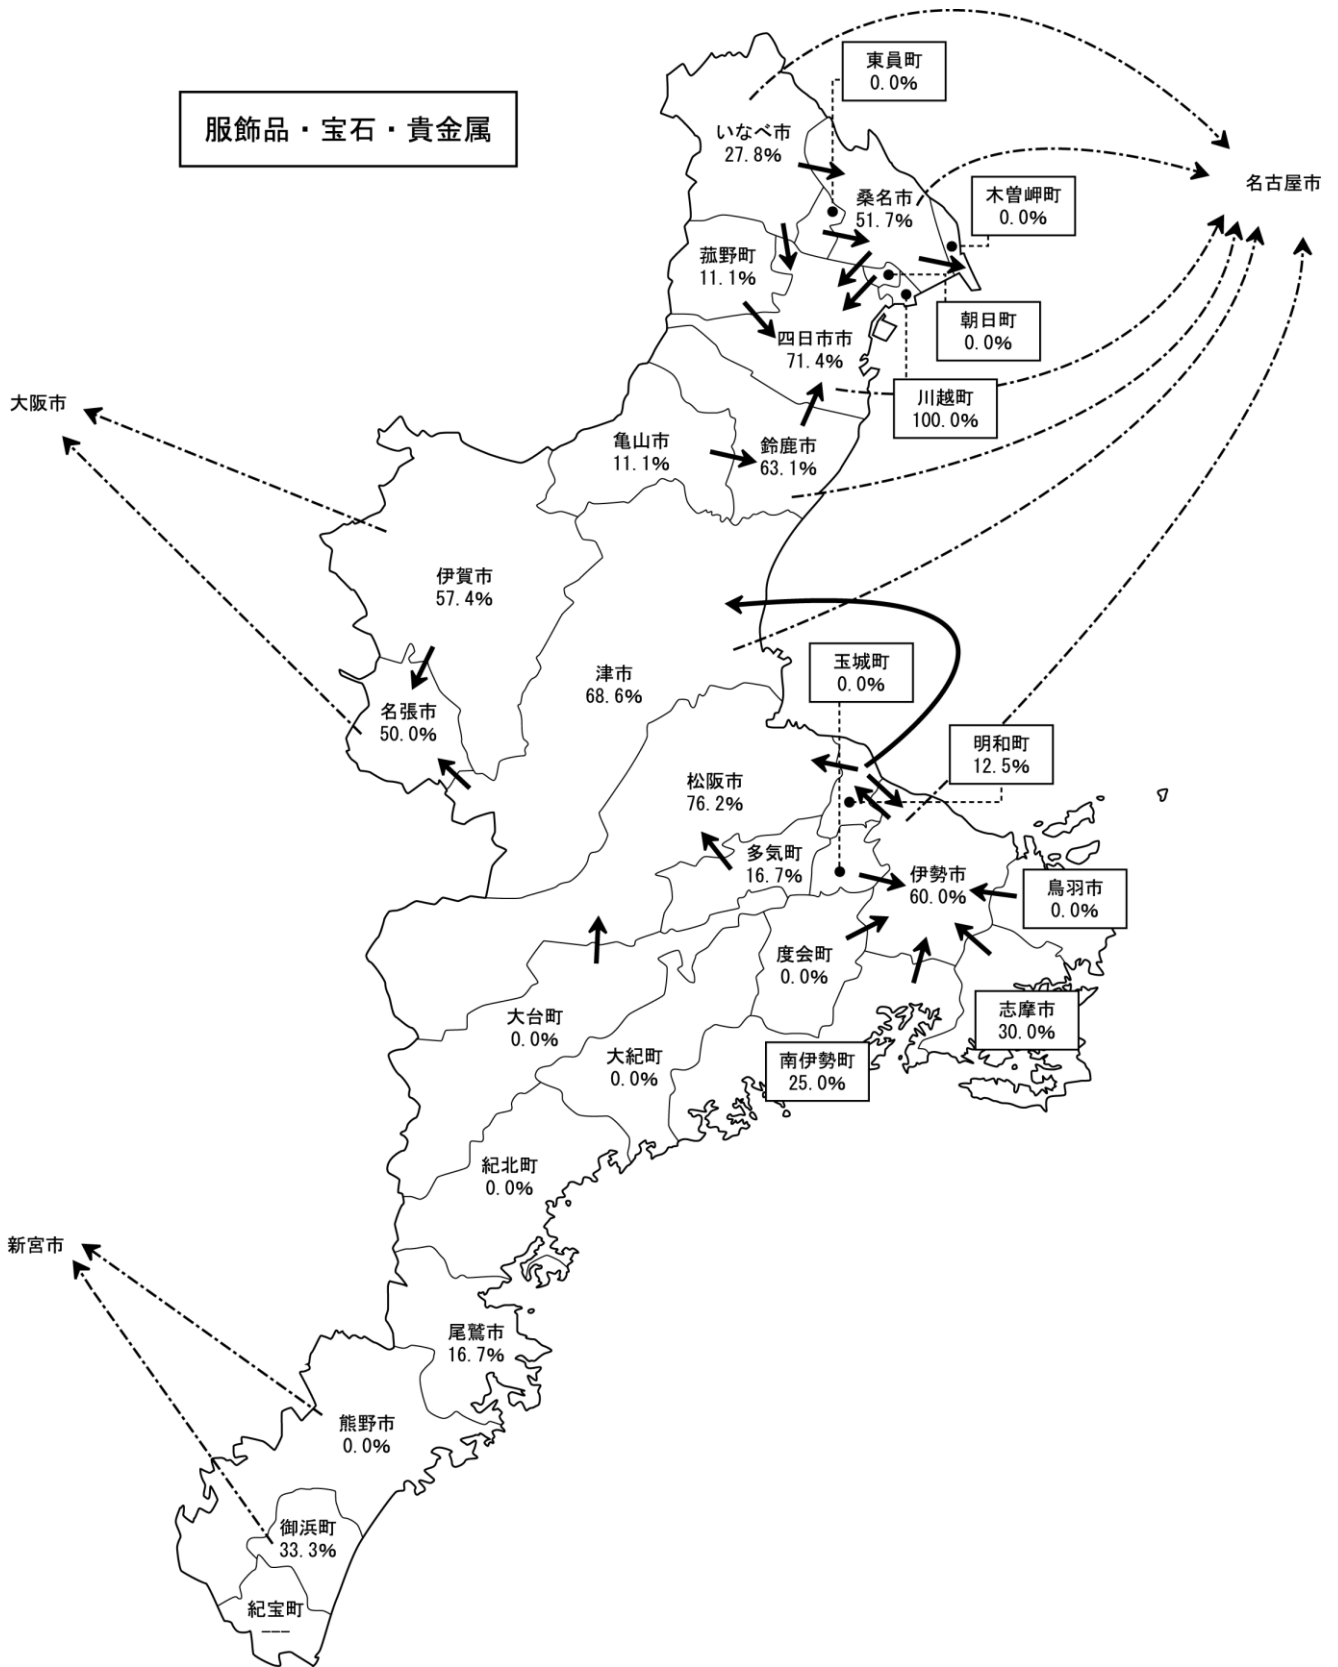 服飾品・宝石・貴金属
東員町
0.0%
いなべ市
27.8%
名古屋市
桑名市
51.7%
木曽岬町
0.0%
菰野町
11.1%
朝日町
0.0%
四日市市
71.4%
川越町
100.0%
大阪市
亀山市
11.1%
鈴鹿市
63.1%
伊賀市
57.4%
津市
68.6%
玉城町
0.0%
名張市
50.0%
明和町
12.5%
松阪市
76.2%
多気町
16.7%
伊勢市
60.0%
鳥羽市
0.0%
度会町
0.0%
志摩市
30.0%
大台町
0.0%
大紀町
0.0%
南伊勢町
25.0%
紀北町
0.0%
新宮市
尾鷲市
16.7%
熊野市
0.0%
御浜町
33.3%
紀宝町
---